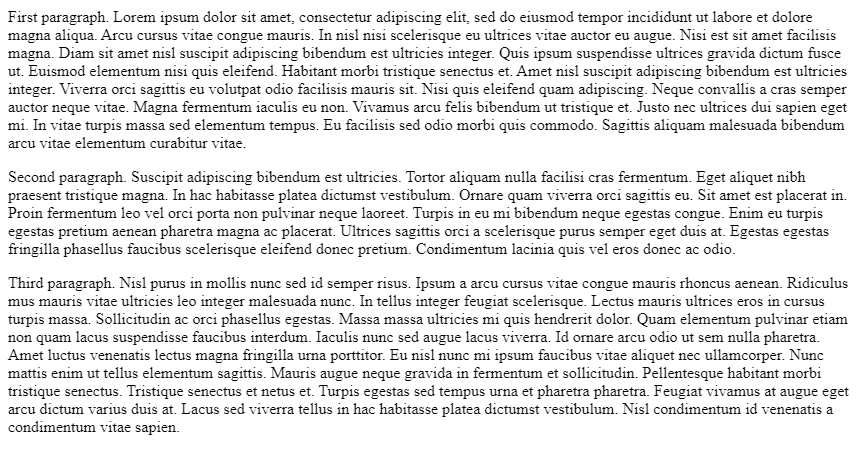 First paragraph. Lorem ipsum dolor sit amet, consectetur adipiscing elit, sed do eiusmod tempor incididunt ut labore et dolore
magna aliqua. Arcu cursus vitae congue mauris. In nisl nisi scelerisque eu ultrices vitae auctor eu augue. Nisi est sit amet facilisis
magna. Diam sit amet nisl suscipit adipiscing bibendum est ultricies integer. Quis ipsum suspendisse ultrices gravida dictum fusce
ut. Euismod elementum nisi quis eleifend. Habitant morbi tristique senectus et. Amet nisl suscipit adipiscing bibendum est ultricies
integer. Viverra orci sagittis eu volutpat odio facilisis mauris sit. Nisi quis eleifend quam adipiscing. Neque convallis a cras semper
auctor neque vitae. Magna fermentum iaculis eu non. Vivamus arcu felis bibendum ut tristique et. Justo nec ultrices dui sapien eget
mi. In vitae turpis massa sed elementum tempus. Eu facilisis sed odio morbi quis commodo. Sagittis aliquam malesuada bibendum
arcu vitae elementum curabitur vitae.
Second paragraph. Suscipit adipiscing bibendum est ultricies. Tortor aliquam nulla facilisi cras fermentum. Eget aliquet nibh
praesent tristique magna. In hac habitasse platea dictumst vestibulum. Ornare quam viverra orci sagittis eu. Sit amet est placerat in.
Proin fermentum leo vel orci porta non pulvinar neque laoreet. Turpis in eu mi bibendum neque egestas congue. Enim eu turpis
egestas pretium aenean pharetra magna ac placerat. Ultrices sagittis orci a scelerisque purus semper eget duis at. Egestas egestas
fringilla phasellus faucibus scelerisque eleifend donec pretium. Condimentum lacinia quis vel eros donec ac odio.
Third paragraph. Nisl purus in mollis nunc sed id semper risus. Ipsum a arcu cursus vitae congue mauris rhoncus aenean. Ridiculus
mus mauris vitae ultricies leo integer malesuada nunc. In tellus integer feugiat scelerisque. Lectus mauris ultrices eros in cursus
turpis massa. Sollicitudin ac orci phasellus egestas. Massa massa ultricies mi quis hendrerit dolor. Quam elementum pulvinar etiam
non quam lacus suspendisse faucibus interdum. Iaculis nunc sed augue lacus viverra. Id ornare arcu odio ut sem nulla pharetra.
Amet luctus venenatis lectus magna fringilla urna porttitor. Eu nisl nunc mi ipsum faucibus vitae aliquet nec ullamcorper. Nunc
mattis enim ut tellus elementum sagittis. Mauris augue neque gravida in fermentum et sollicitudin. Pellentesque habitant morbi
tristique senectus. Tristique senectus et netus et. Turpis egestas sed tempus urna et pharetra pharetra. Feugiat vivamus at augue eget
arcu dictum varius duis at. Lacus sed viverra tellus in hac habitasse platea dictumst vestibulum. Nisl condimentum id venenatis a
condimentum vitae sapien.